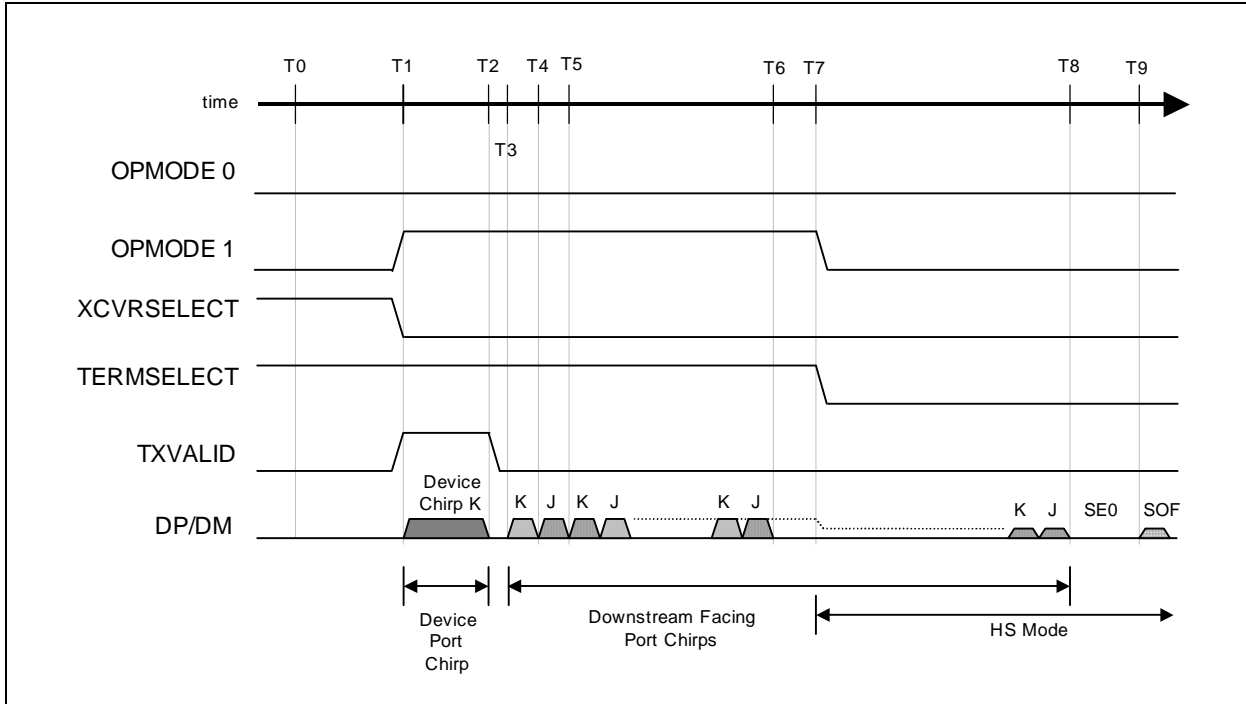 T0 T1 T2 T4 T5 T6 T7 T8 T9
time
T3
OPMODE 0
OPMODE 1
XCVRSELECT
TERMSELECT
TXVALID
Device
Chirp K
K J K J K J K J SE0 SOF
DP/DM
Device
Port
Chirp
Downstream Facing
Port Chirps
HS Mode